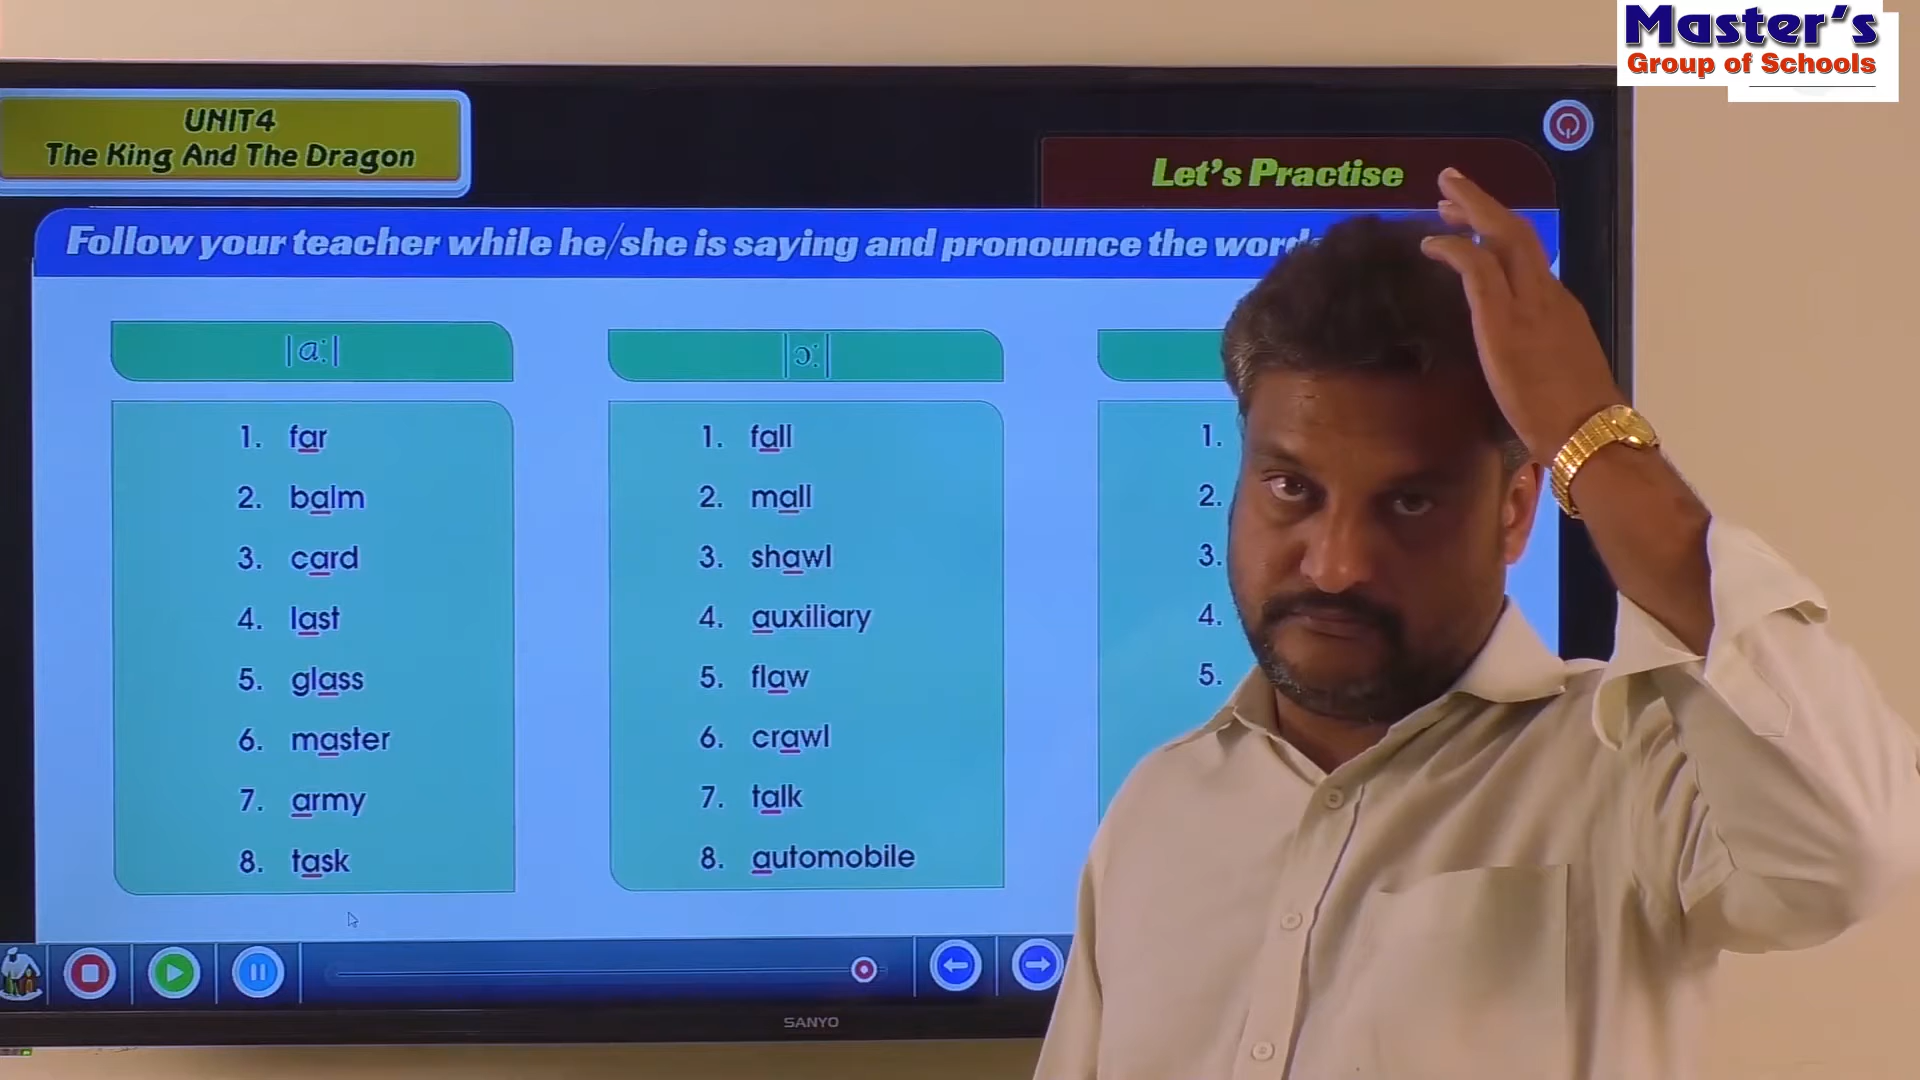 Master's
Group of Schools
UNIT4
The King And The Dragon
Let's Practise
Follow your teacher while he/she is saying and pronounce the words
|ɑː|
1. far
2. balm
3. card
4. last
5. glass
6. master
7. army
8. task
|ɔː|
1. fall
2. mall
3. shawl
4. auxiliary
5. flaw
6. crawl
7. talk
8. automobile
1.
2.
3.
4.
5.
SANYO